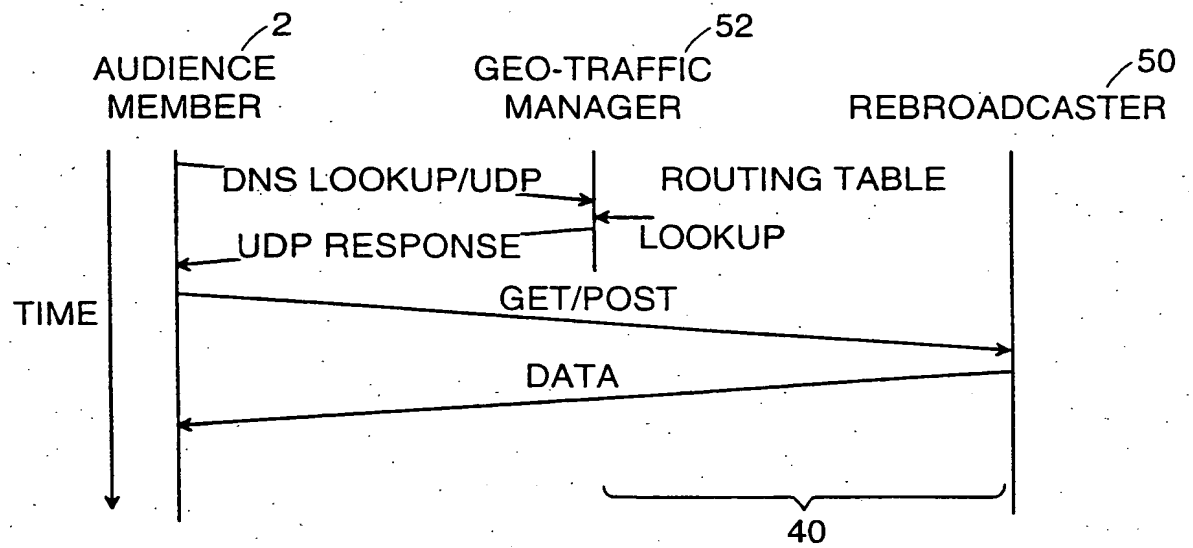 2
AUDIENCE
MEMBER
52
GEO-TRAFFIC
MANAGER
50
REBROADCASTER
DNS LOOKUP/UDP
ROUTING TABLE
LOOKUP
UDP RESPONSE
GET/POST
TIME
DATA
40